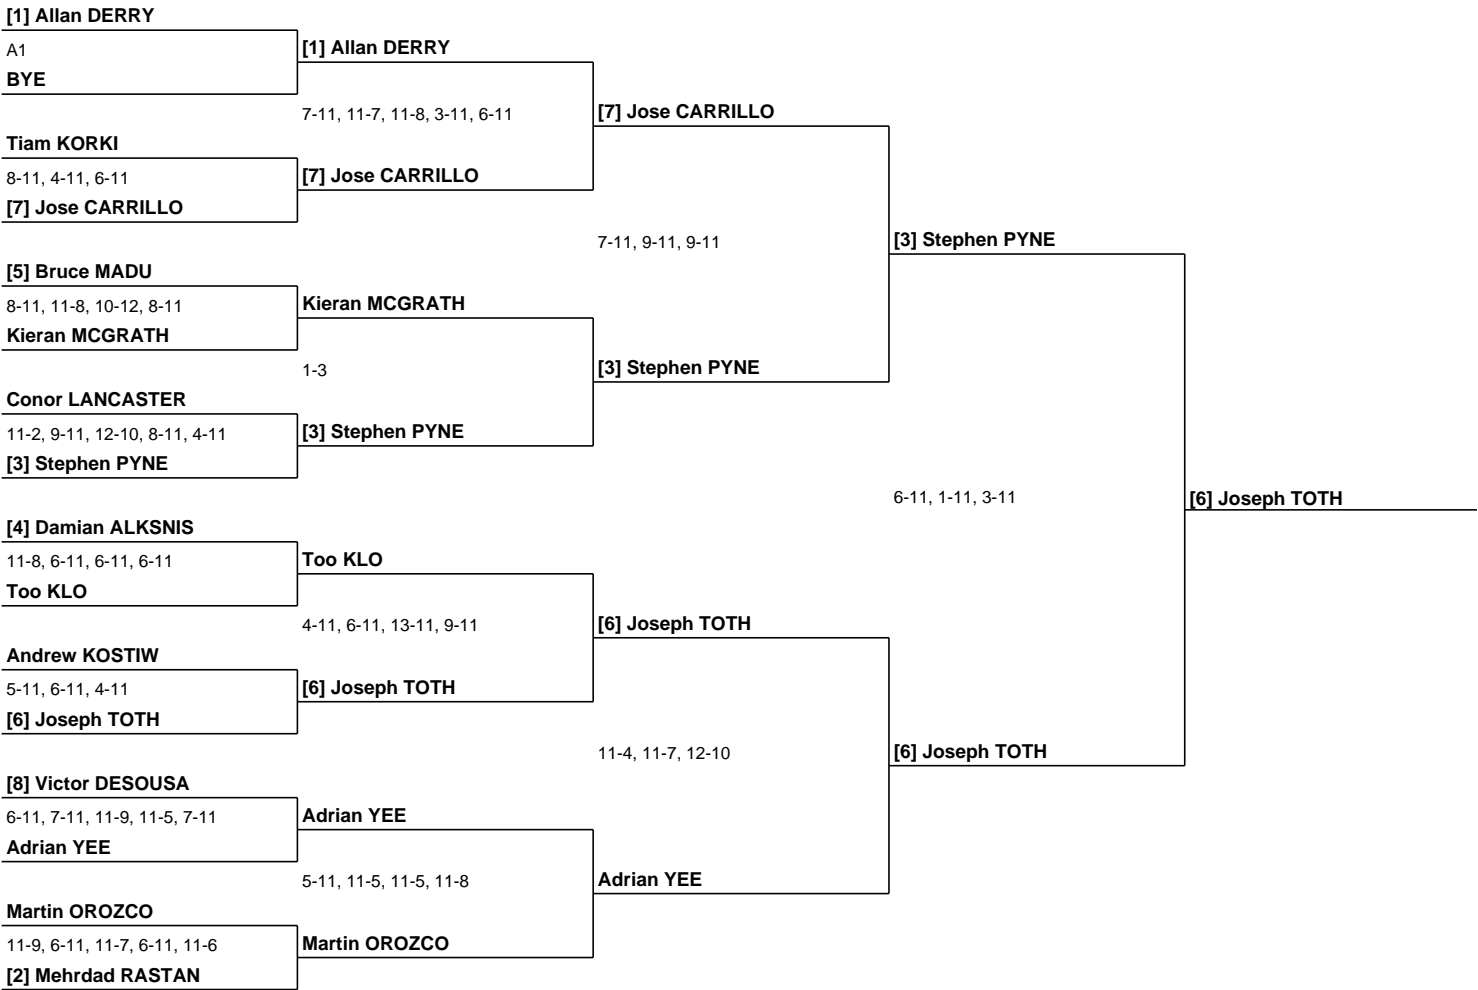 [1] Allan DERRY
A1
BYE
Tiam KORKI
8-11, 4-11, 6-11
[7] Jose CARRILLO
[5] Bruce MADU
8-11, 11-8, 10-12, 8-11
Kieran MCGRATH
Conor LANCASTER
11-2, 9-11, 12-10, 8-11, 4-11
[3] Stephen PYNE
[4] Damian ALKSNIS
11-8, 6-11, 6-11, 6-11
Too KLO
Andrew KOSTIW
5-11, 6-11, 4-11
[6] Joseph TOTH
[8] Victor DESOUSA
6-11, 7-11, 11-9, 11-5, 7-11
Adrian YEE
Martin OROZCO
11-9, 6-11, 11-7, 6-11, 11-6
[2] Mehrdad RASTAN
[1] Allan DERRY
7-11, 11-7, 11-8, 3-11, 6-11
[7] Jose CARRILLO
Kieran MCGRATH
1-3
[3] Stephen PYNE
Too KLO
4-11, 6-11, 13-11, 9-11
[6] Joseph TOTH
Adrian YEE
5-11, 11-5, 11-5, 11-8
Martin OROZCO
[7] Jose CARRILLO
7-11, 9-11, 9-11
[3] Stephen PYNE
[6] Joseph TOTH
11-4, 11-7, 12-10
Adrian YEE
[3] Stephen PYNE
6-11, 1-11, 3-11
[6] Joseph TOTH
[6] Joseph TOTH